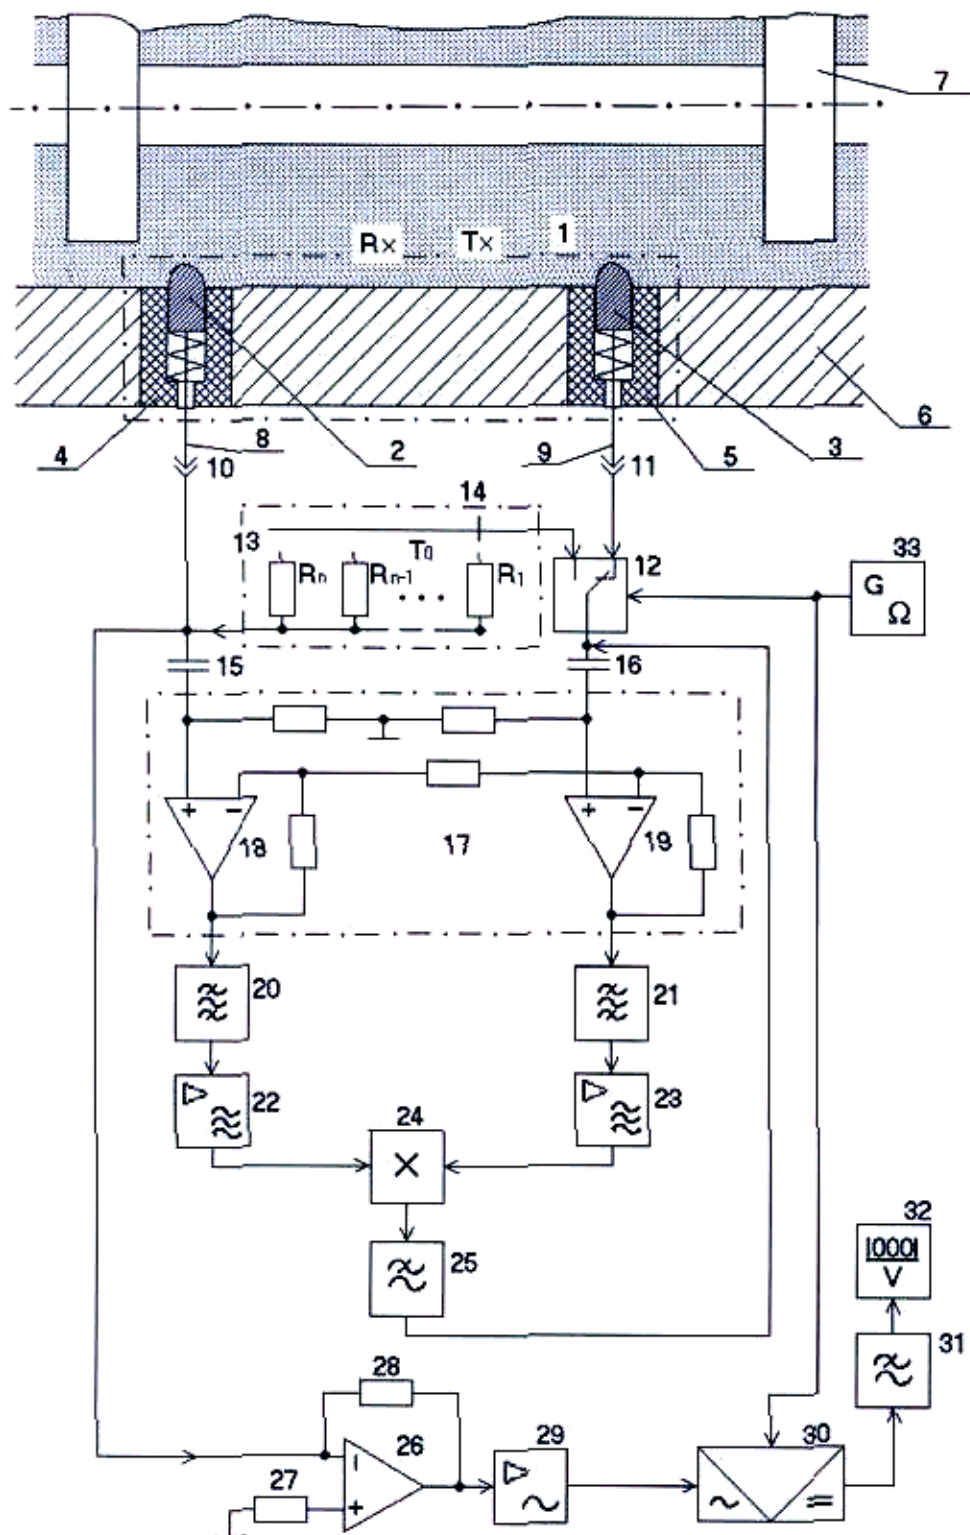 7
Rx Tx 1
6
4 8 2 9 5 3
10 11
14
13 T₀ 12 33
Rn Rn-1 • • • R1 G
Ω
15 16
+ − + −
18 17 19
20 21
22 23
24
×
25 32
|000|
V
31
28
26 29 30
−
27
+